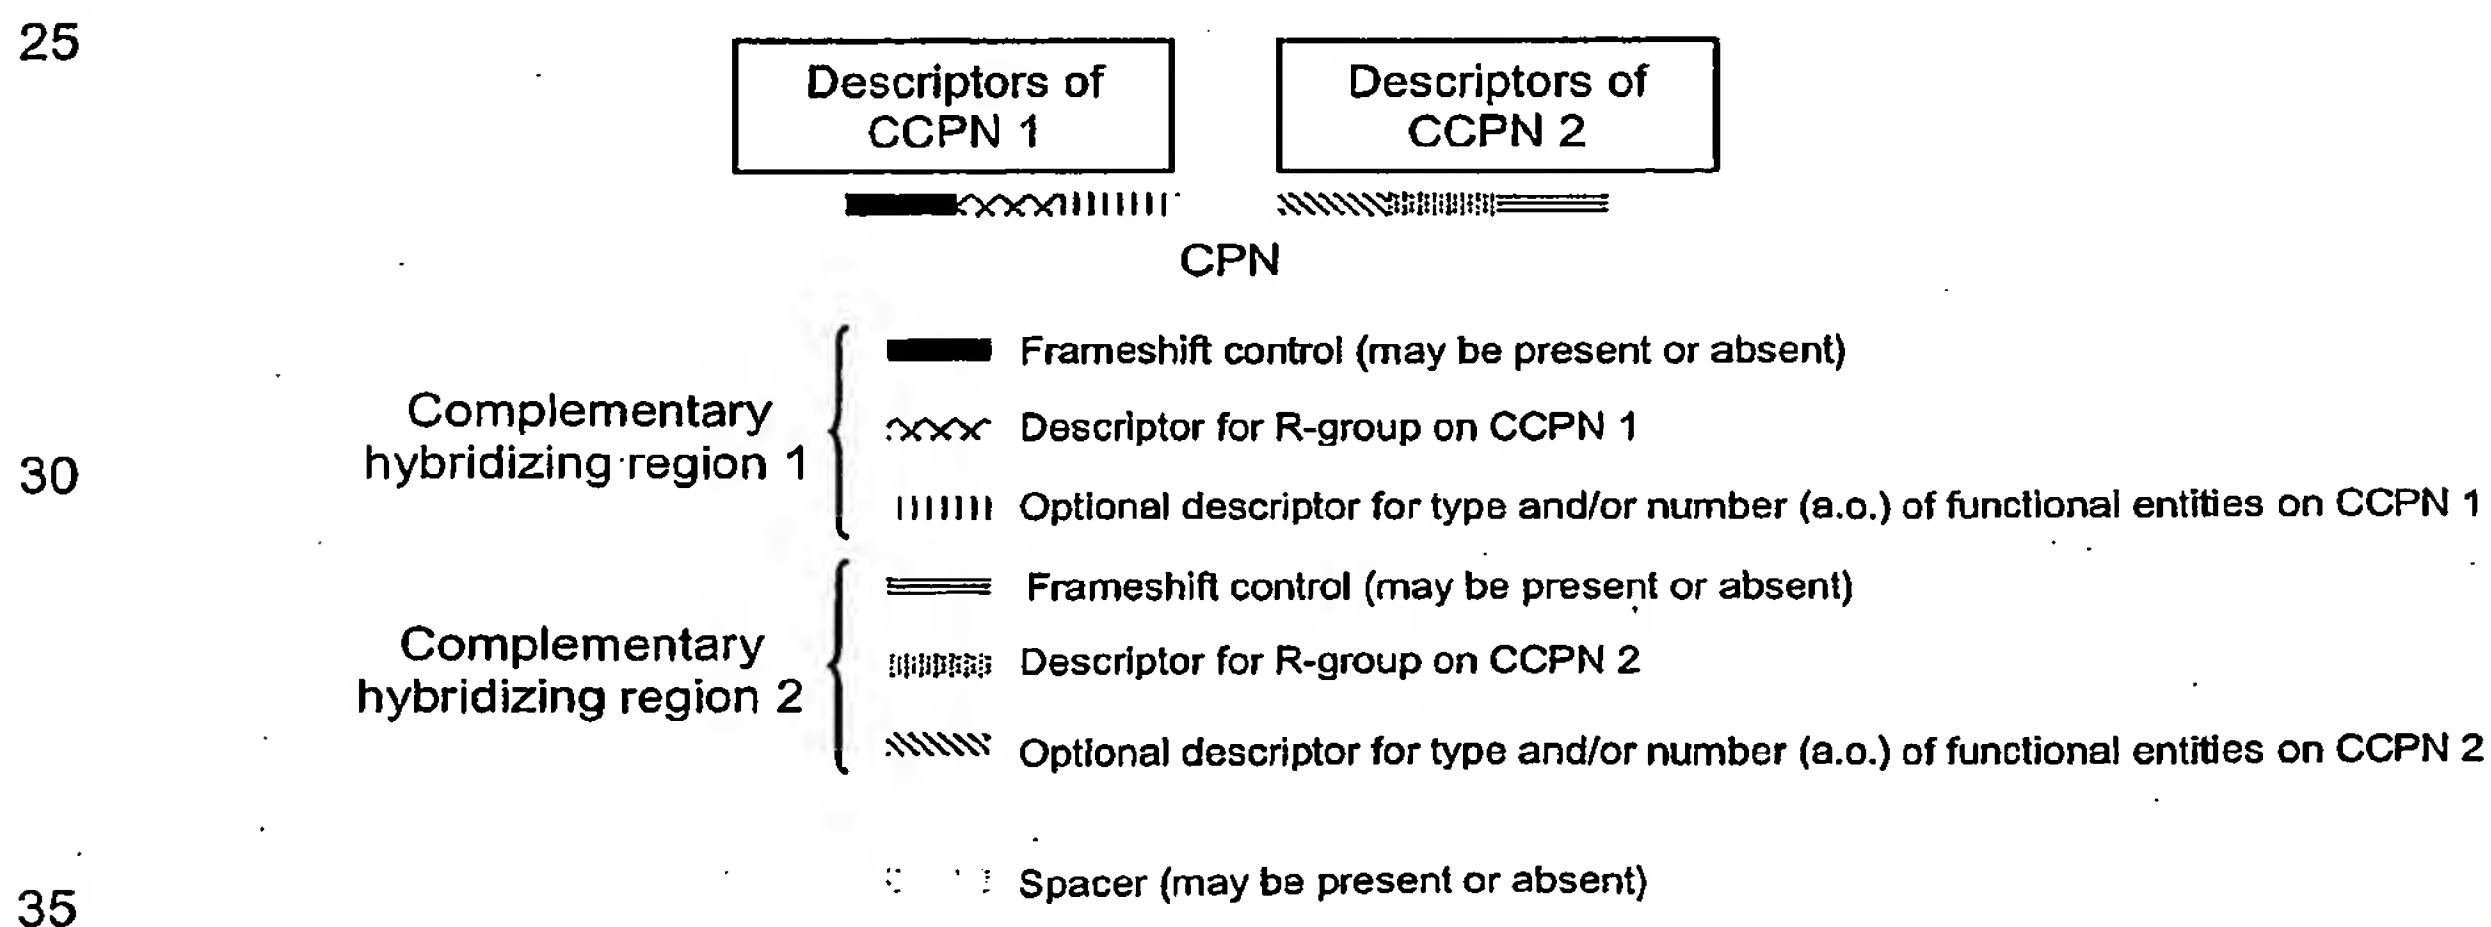 25
Descriptors of
CCPN 1
Descriptors of
CCPN 2
CPN
Frameshift control (may be present or absent)
Complementary
hybridizing region 1
Descriptor for R-group on CCPN 1
30
Optional descriptor for type and/or number (a.o.) of functional entities on CCPN 1
Frameshift control (may be present or absent)
Complementary
hybridizing region 2
Descriptor for R-group on CCPN 2
Optional descriptor for type and/or number (a.o.) of functional entities on CCPN 2
Spacer (may be present or absent)
35